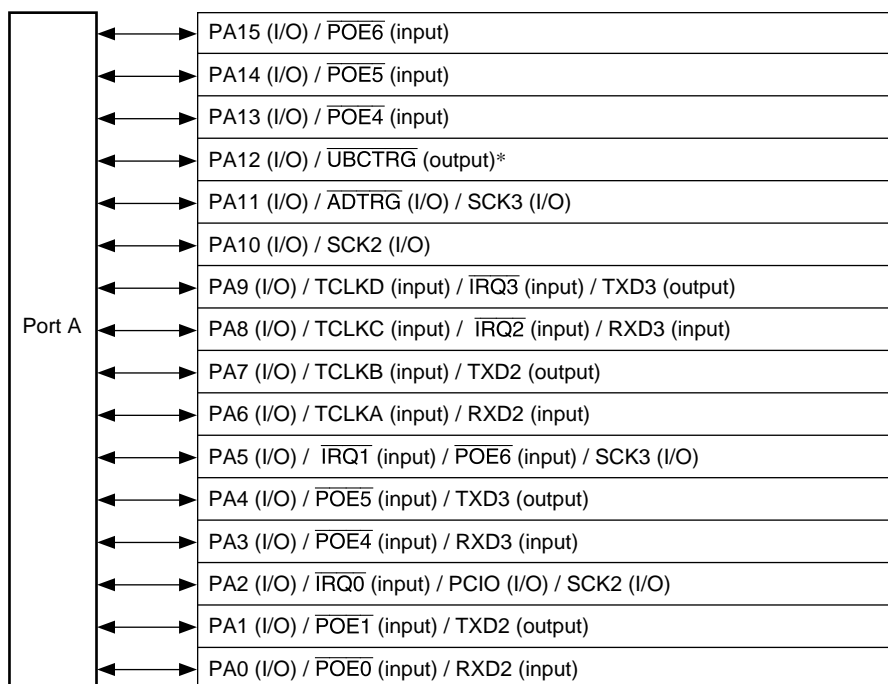 PA15 (I/O) / POE6 (input)
PA14 (I/O) / POE5 (input)
PA13 (I/O) / POE4 (input)
PA12 (I/O) / UBCTRG (output)*
PA11 (I/O) / ADTRG (I/O) / SCK3 (I/O)
PA10 (I/O) / SCK2 (I/O)
PA9 (I/O) / TCLKD (input) / IRQ3 (input) / TXD3 (output)
Port A
PA8 (I/O) / TCLKC (input) / IRQ2 (input) / RXD3 (input)
PA7 (I/O) / TCLKB (input) / TXD2 (output)
PA6 (I/O) / TCLKA (input) / RXD2 (input)
PA5 (I/O) / IRQ1 (input) / POE6 (input) / SCK3 (I/O)
PA4 (I/O) / POE5 (input) / TXD3 (output)
PA3 (I/O) / POE4 (input) / RXD3 (input)
PA2 (I/O) / IRQ0 (input) / PCIO (I/O) / SCK2 (I/O)
PA1 (I/O) / POE1 (input) / TXD2 (output)
PA0 (I/O) / POE0 (input) / RXD2 (input)